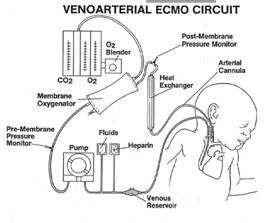 VENOARTERIAL ECMO CIRCUIT
O2
Blender
CO2
O2
Post-Membrane
Pressure Monitor
Heat
Exchanger
Arterial
Cannula
Membrane
Oxygenator
Pre-Membrane
Pressure
Monitor
Pump
Fluids
Heparin
Venous
Reservoir